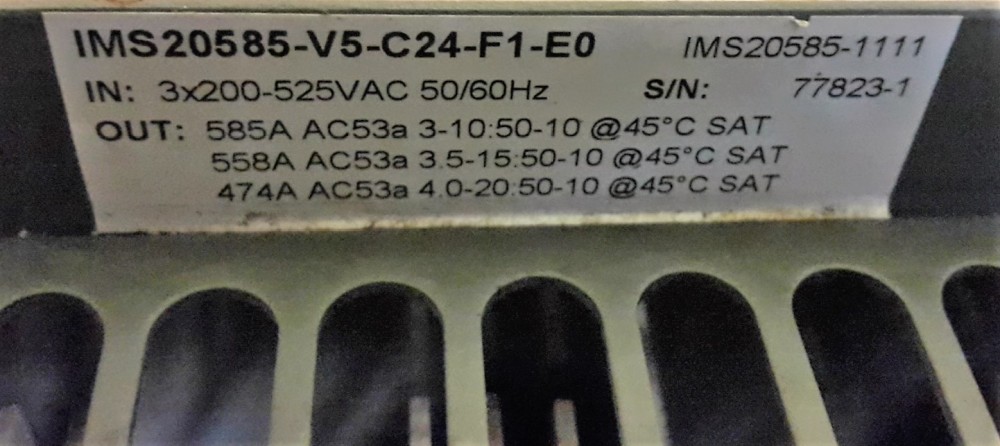 IMS20585-V5-C24-F1-E0 IMS20585-1111
IN: 3x200-525VAC 50/60Hz S/N: 77823-1
OUT: 585A AC53a 3-10:50-10 @45°C SAT
558A AC53a 3.5-15:50-10 @45°C SAT
474A AC53a 4.0-20:50-10 @45°C SAT